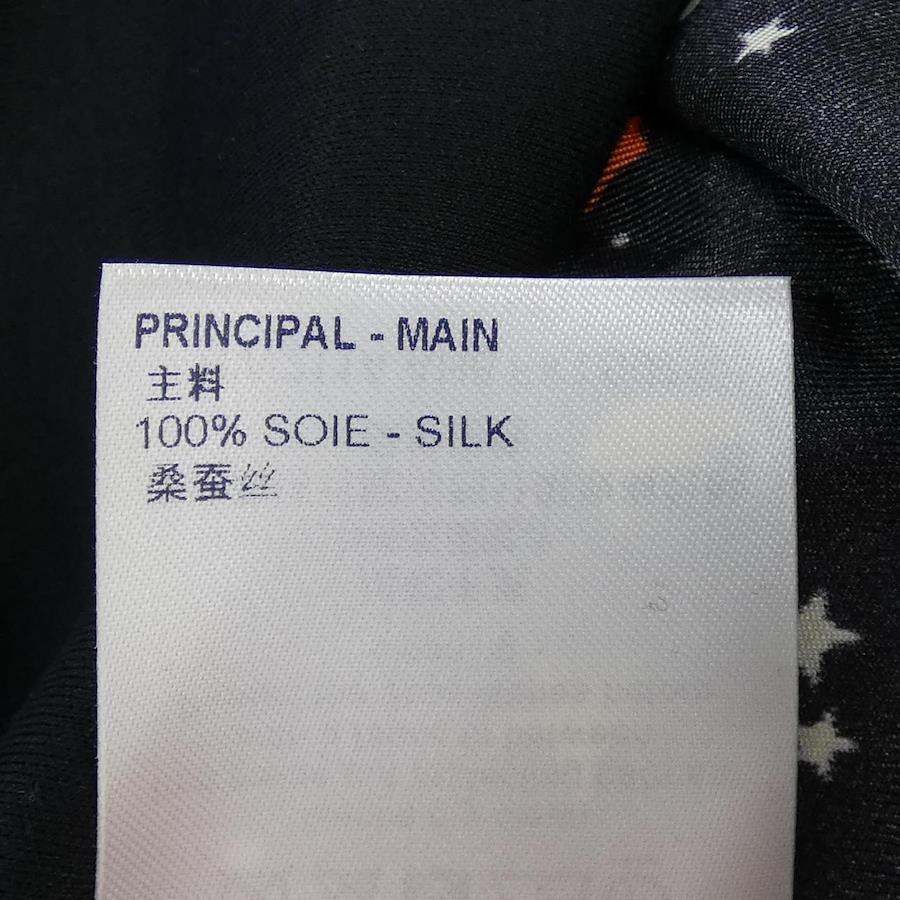 PRINCIPAL - MAIN
主料
100% SOIE - SILK
桑蚕丝